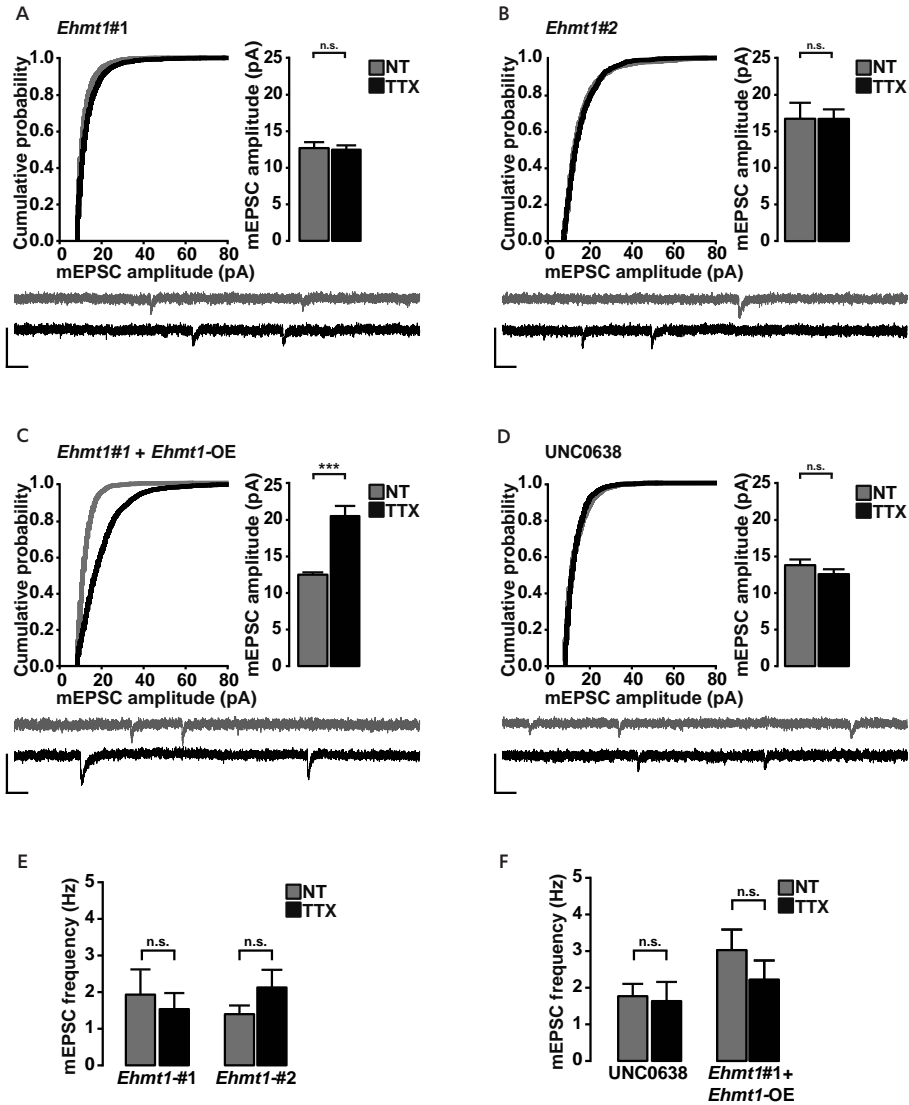 A
Ehmt1#1
Cumulative probability
1.0
0.8
0.6
0.4
0.2
0.0
0 20 40 60 80
mEPSC amplitude (pA)
mEPSC amplitude (pA)
25
20
15
10
5
0
n.s.
NT
TTX
B
Ehmt1#2
Cumulative probability
1.0
0.8
0.6
0.4
0.2
0.0
0 20 40 60 80
mEPSC amplitude (pA)
mEPSC amplitude (pA)
25
20
15
10
5
0
n.s.
NT
TTX
C
Ehmt1#1 + Ehmt1-OE
Cumulative probability
1.0
0.8
0.6
0.4
0.2
0.0
0 20 40 60 80
mEPSC amplitude (pA)
mEPSC amplitude (pA)
25
20
15
10
5
0
***
NT
TTX
D
UNC0638
Cumulative probability
1.0
0.8
0.6
0.4
0.2
0.0
0 20 40 60 80
mEPSC amplitude (pA)
mEPSC amplitude (pA)
25
20
15
10
5
0
n.s.
NT
TTX
E
mEPSC frequency (Hz)
5
4
3
2
1
0
n.s.
n.s.
NT
TTX
Ehmt1-#1 Ehmt1-#2
F
mEPSC frequency (Hz)
5
4
3
2
1
0
n.s.
n.s.
NT
TTX
UNC0638 Ehmt1#1+
Ehmt1-OE